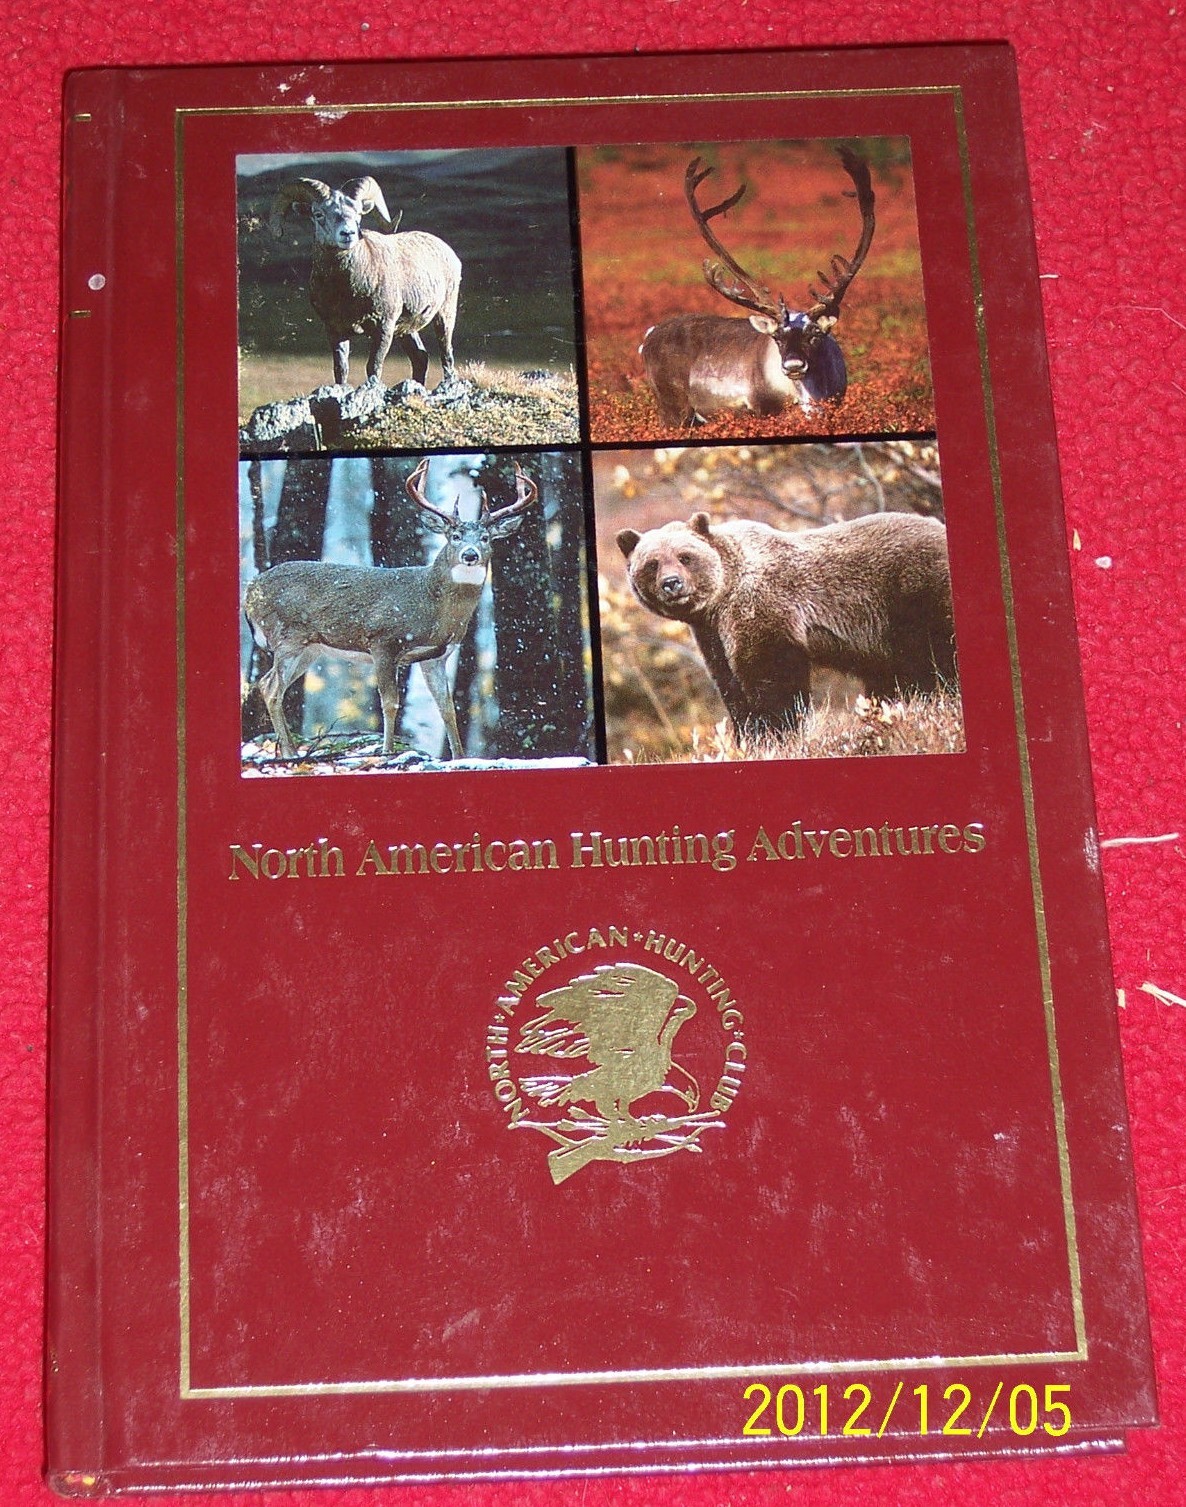 North American Hunting Adventures
NORTH★AMERICAN★HUNTING★CLUB
2012/12/05